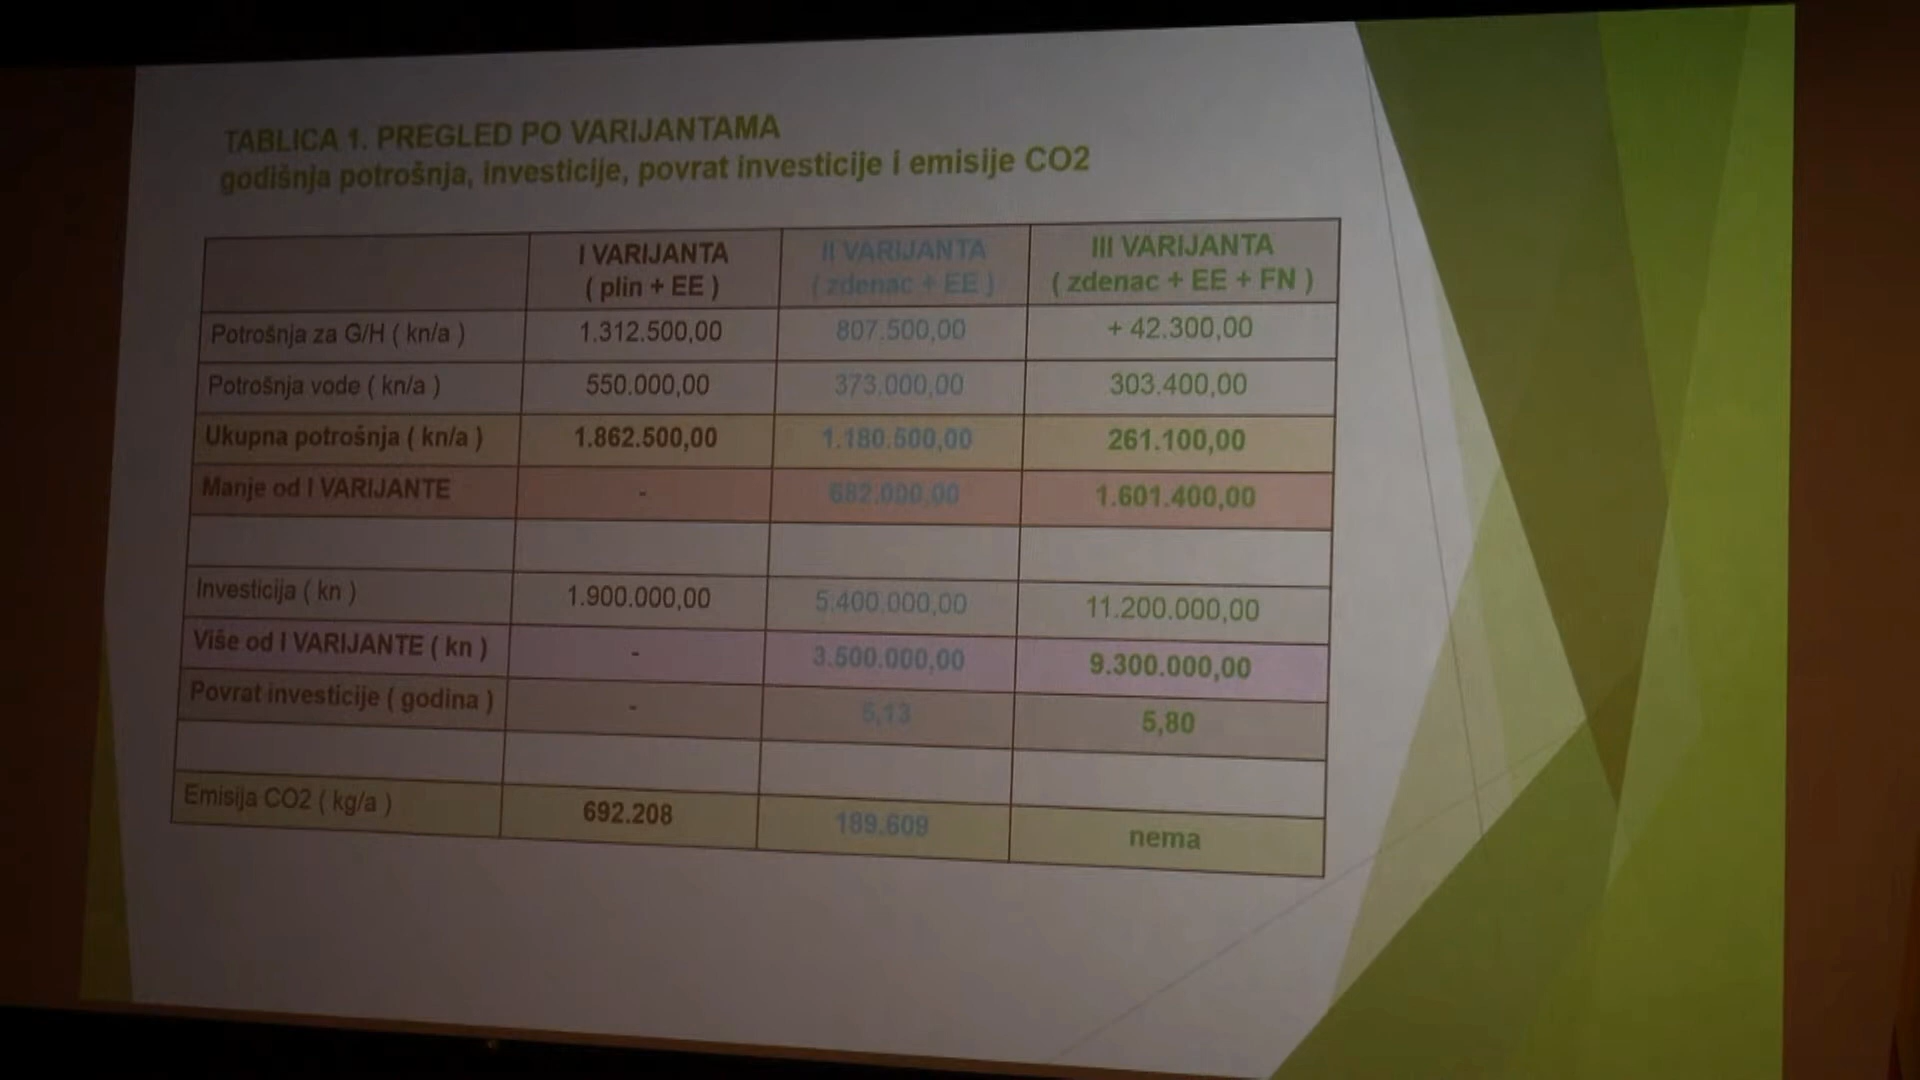 TABLICA 1. PREGLED PO VARIJANTAMA
godišnja potrošnja, investicije, povrat investicije i emisije CO2
I VARIJANTA II VARIJANTA III VARIJANTA
( plin + EE ) ( zdenac + EE ) ( zdenac + EE + FN )
Potrošnja za G/H ( kn/a ) 1.312.500,00 807.500,00 + 42.300,00
Potrošnja vode ( kn/a ) 550.000,00 373.000,00 303.400,00
Ukupna potrošnja ( kn/a ) 1.862.500,00 1.180.500,00 261.100,00
Manje od I VARIJANTE - 682.000,00 1.601.400,00
Investicija ( kn ) 1.900.000,00 5.400.000,00 11.200.000,00
Više od I VARIJANTE ( kn ) - 3.500.000,00 9.300.000,00
Povrat investicije ( godina ) - 5,13 5,80
Emisija CO2 ( kg/a ) 692.208 189.609 nema